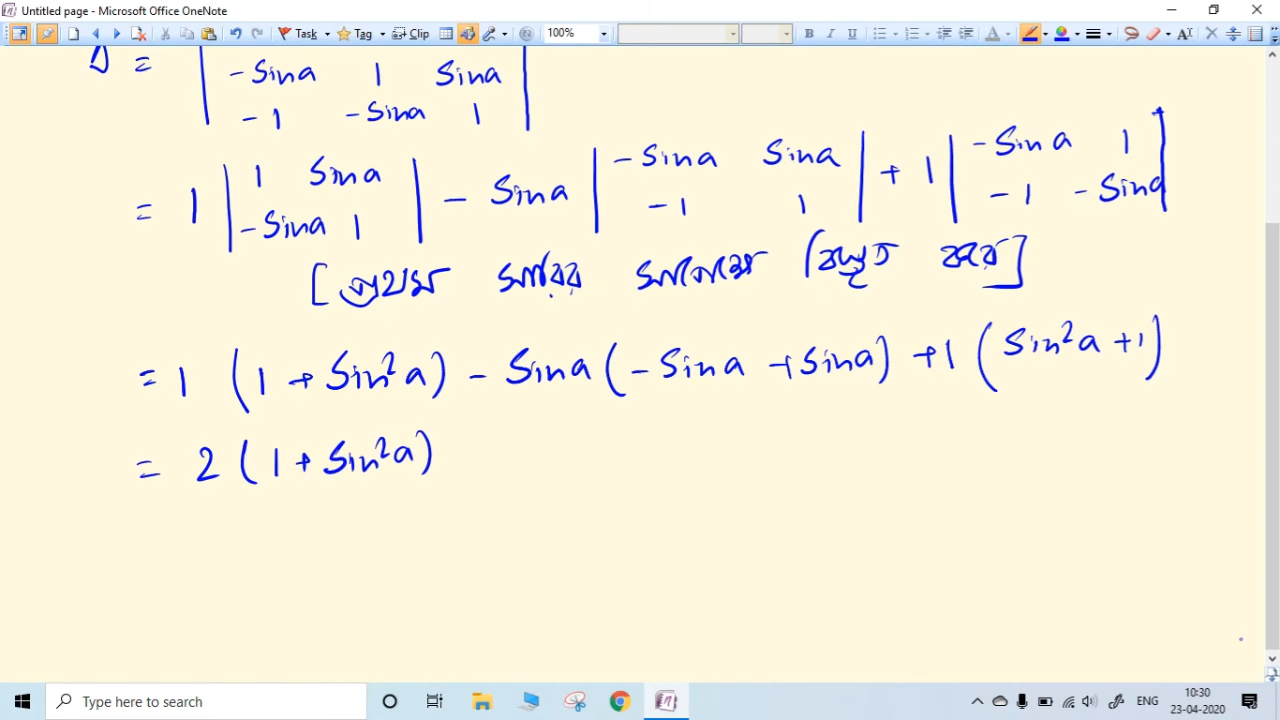 Untitled page - Microsoft Office OneNote
Task Tag Clip 100% B I U
Δ = | -Sina 1 Sina |
| -1 -Sina 1 |
= 1 | 1 Sina | - Sina | -Sina Sina | + 1 | -Sina 1 |
| -Sina 1 | | -1 1 | | -1 -Sina |
[প্রথম সারির সাপেক্ষে বিস্তৃত করে]
= 1 (1 + Sin²a) - Sina (-Sina + Sina) + 1 (Sin²a + 1)
= 2 (1 + Sin²a)
Type here to search
ENG
10:30
23-04-2020